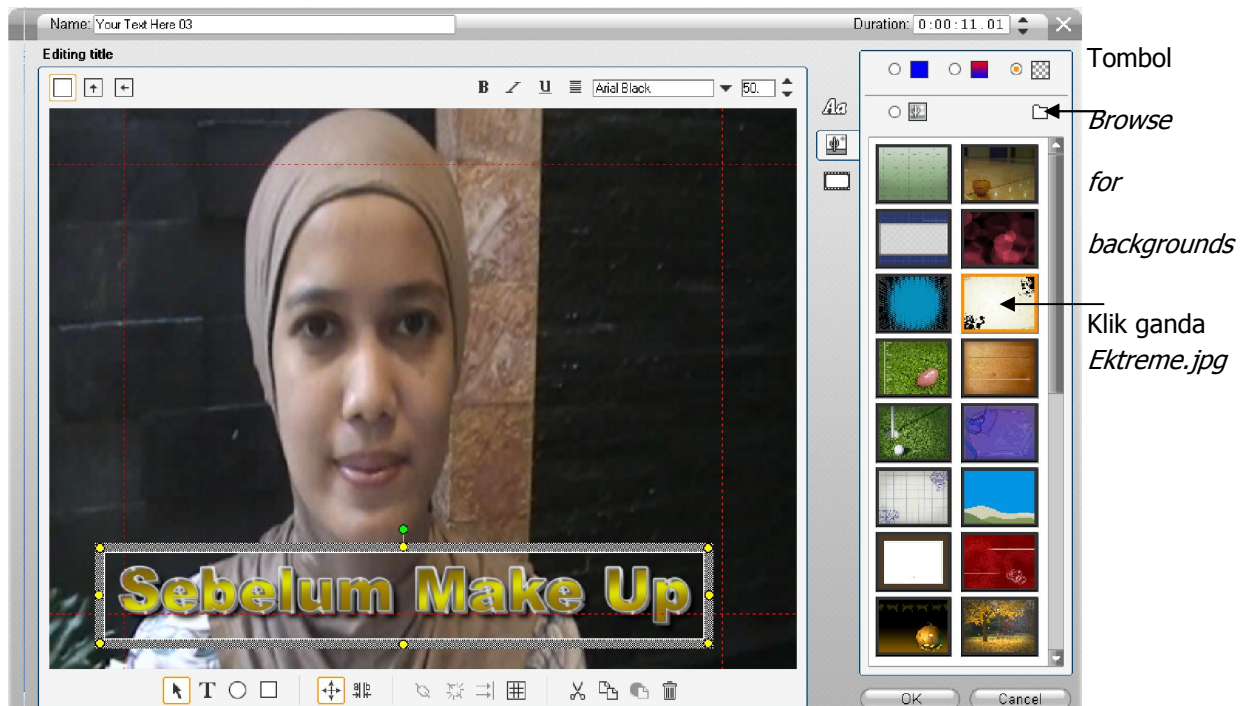 Name: Your Text Here 03
Duration: 0:00:11.01
Editing title
B I U Arial Black 50.
Aa
Sebelum Make Up
T
OK Cancel
Tombol
Browse
for
backgrounds
Klik ganda
Ektreme.jpg